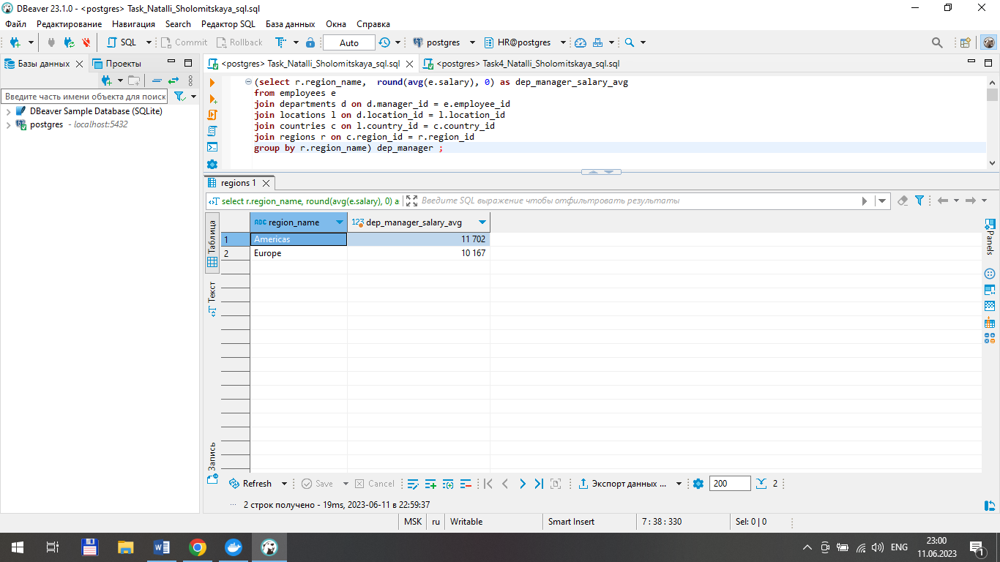 DBeaver 23.1.0 - <postgres> Task_Natalli_Sholomitskaya_sql.sql
Файл Редактирование Навигация Search Редактор SQL База данных Окна Справка
SQL Commit Rollback Auto postgres HR@postgres
Базы данных Проекты
Введите часть имени объекта для поиск
DBeaver Sample Database (SQLite)
postgres - localhost:5432
<postgres> Task_Natalli_Sholomitskaya_sql.sql <postgres> Task4_Natalli_Sholomitskaya_sql.sql
(select r.region_name, round(avg(e.salary), 0) as dep_manager_salary_avg
from employees e
join departments d on d.manager_id = e.employee_id
join locations l on d.location_id = l.location_id
join countries c on l.country_id = c.country_id
join regions r on c.region_id = r.region_id
group by r.region_name) dep_manager ;
regions 1
select r.region_name, round(avg(e.salary), 0) a Введите SQL выражение чтобы отфильтровать результаты
Таблица
Текст
Запись
ABC region_name 123 dep_manager_salary_avg
1 Americas 11 702
2 Europe 10 167
Panels
Refresh Save Cancel Экспорт данных ... 200 2
2 строк получено - 19ms, 2023-06-11 в 22:59:37
MSK ru Writable Smart Insert 7 : 38 : 330 Sel: 0 | 0
ENG 23:00
11.06.2023
1